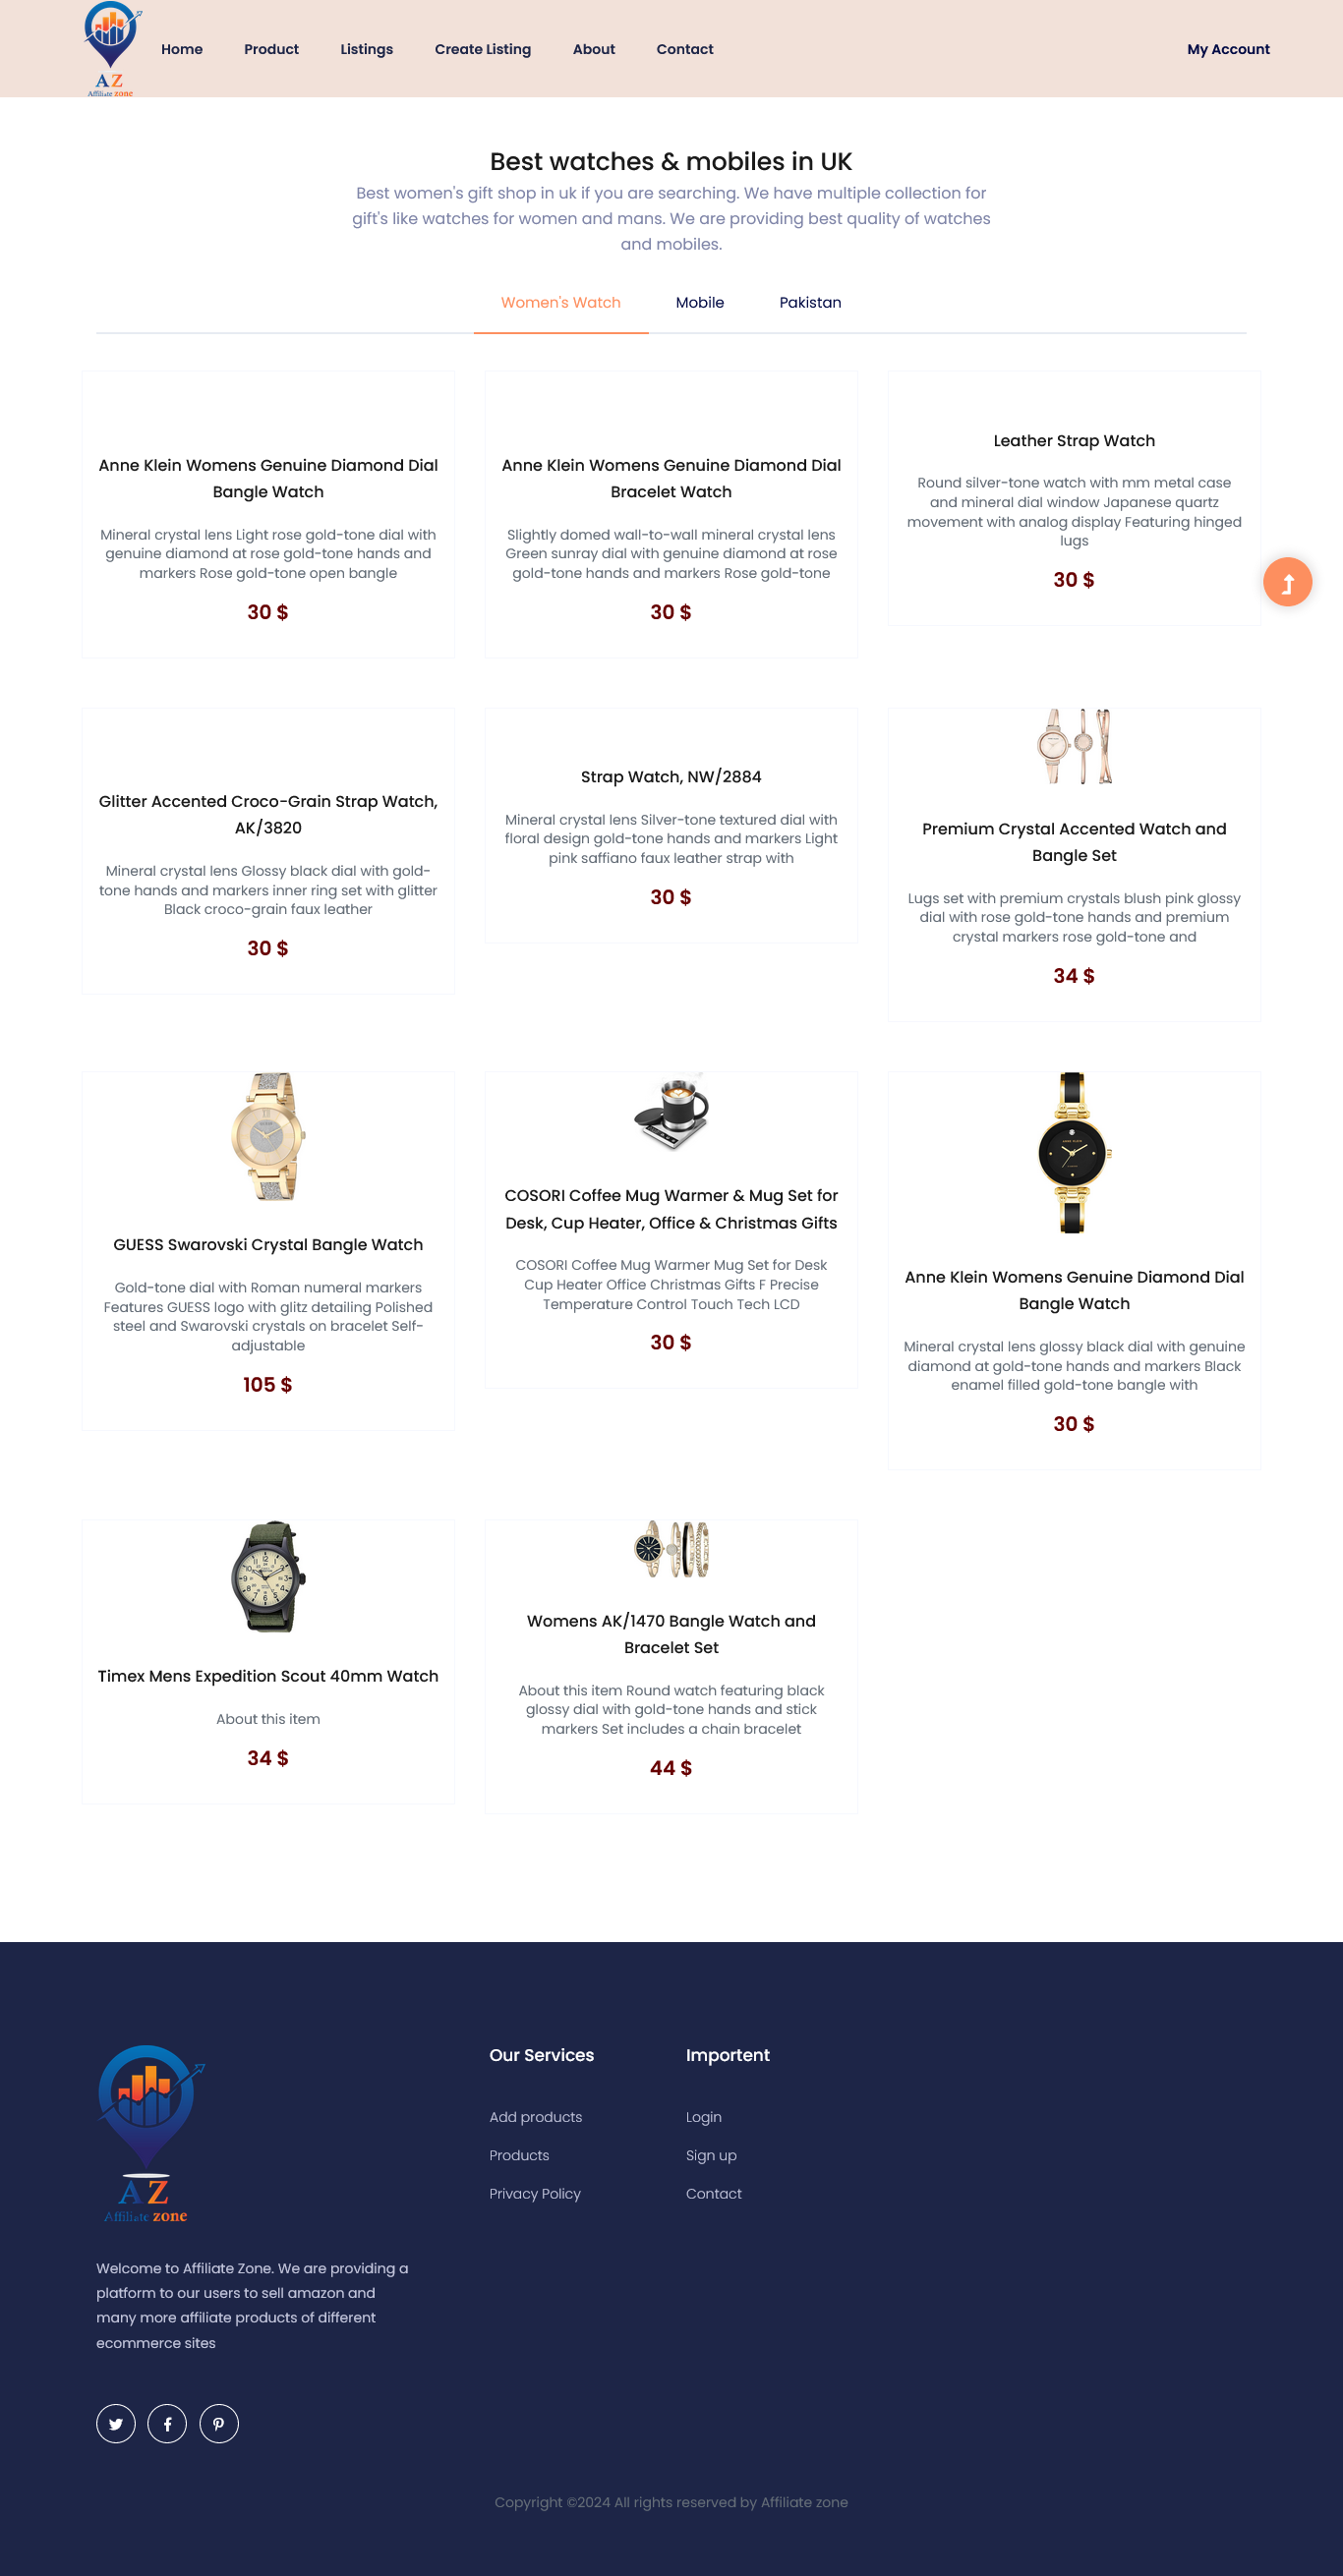 AZ
Affiliate zone
Home
Product
Listings
Create Listing
About
Contact
My Account
Best watches & mobiles in UK
Best women's gift shop in uk if you are searching. We have multiple collection for
gift's like watches for women and mans. We are providing best quality of watches
and mobiles.
Women's Watch
Mobile
Pakistan
Anne Klein Womens Genuine Diamond Dial
Bangle Watch
Mineral crystal lens Light rose gold-tone dial with
genuine diamond at rose gold-tone hands and
markers Rose gold-tone open bangle
30 $
Anne Klein Womens Genuine Diamond Dial
Bracelet Watch
Slightly domed wall-to-wall mineral crystal lens
Green sunray dial with genuine diamond at rose
gold-tone hands and markers Rose gold-tone
30 $
Leather Strap Watch
Round silver-tone watch with mm metal case
and mineral dial window Japanese quartz
movement with analog display Featuring hinged
lugs
30 $
Glitter Accented Croco-Grain Strap Watch,
AK/3820
Mineral crystal lens Glossy black dial with gold-
tone hands and markers inner ring set with glitter
Black croco-grain faux leather
30 $
Strap Watch, NW/2884
Mineral crystal lens Silver-tone textured dial with
floral design gold-tone hands and markers Light
pink saffiano faux leather strap with
30 $
Premium Crystal Accented Watch and
Bangle Set
Lugs set with premium crystals blush pink glossy
dial with rose gold-tone hands and premium
crystal markers rose gold-tone and
34 $
GUESS Swarovski Crystal Bangle Watch
Gold-tone dial with Roman numeral markers
Features GUESS logo with glitz detailing Polished
steel and Swarovski crystals on bracelet Self-
adjustable
105 $
COSORI Coffee Mug Warmer & Mug Set for
Desk, Cup Heater, Office & Christmas Gifts
COSORI Coffee Mug Warmer Mug Set for Desk
Cup Heater Office Christmas Gifts F Precise
Temperature Control Touch Tech LCD
30 $
Anne Klein Womens Genuine Diamond Dial
Bangle Watch
Mineral crystal lens glossy black dial with genuine
diamond at gold-tone hands and markers Black
enamel filled gold-tone bangle with
30 $
Timex Mens Expedition Scout 40mm Watch
About this item
34 $
Womens AK/1470 Bangle Watch and
Bracelet Set
About this item Round watch featuring black
glossy dial with gold-tone hands and stick
markers Set includes a chain bracelet
44 $
AZ
Affiliate zone
Welcome to Affiliate Zone. We are providing a
platform to our users to sell amazon and
many more affiliate products of different
ecommerce sites
Our Services
Add products
Products
Privacy Policy
Importent
Login
Sign up
Contact
Copyright ©2024 All rights reserved by Affiliate zone